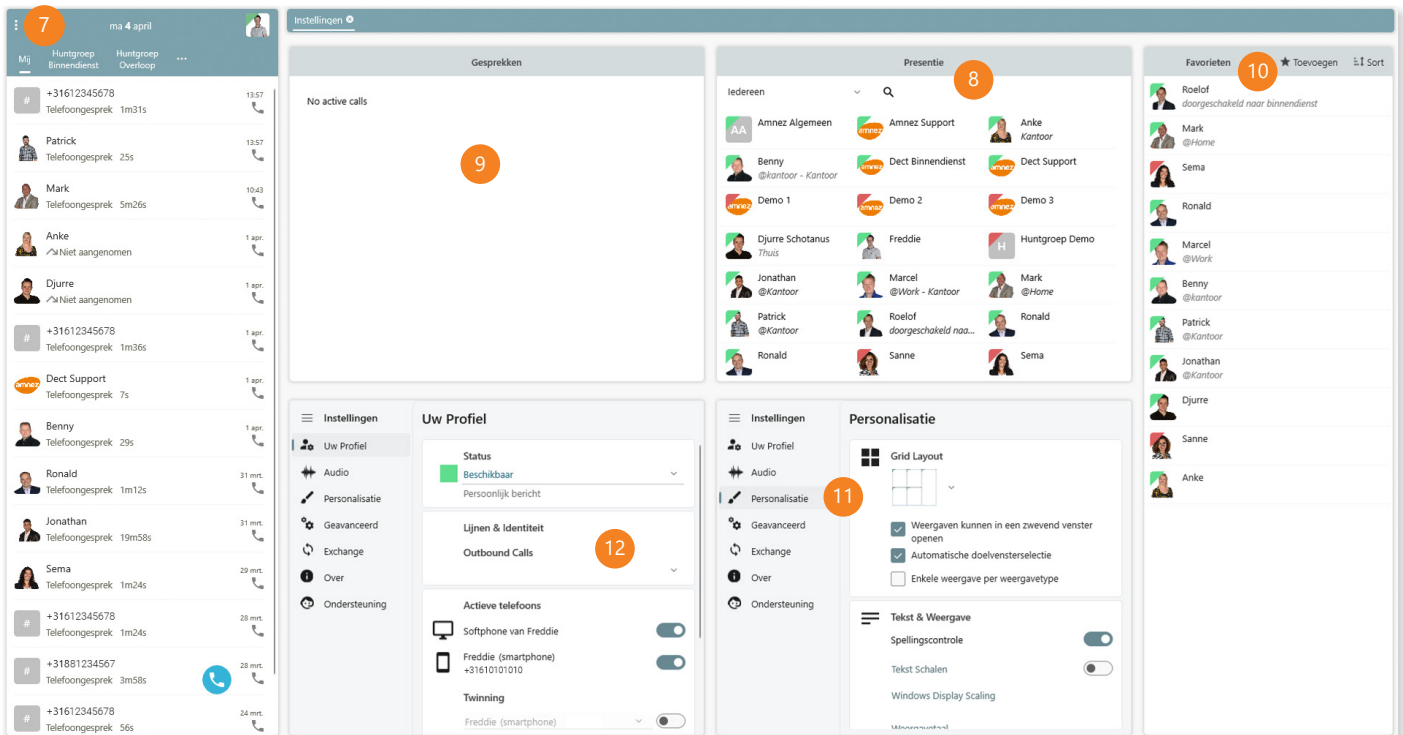 7
ma 4 april
Mij
Huntgroep Binnendienst
Huntgroep Overloop
...
#
+31612345678
13:57
Telefoongesprek 1m31s
Patrick
13:57
Telefoongesprek 25s
Mark
10:43
Telefoongesprek 5m26s
Anke
1 apr.
Niet aangenomen
Djurre
1 apr.
Niet aangenomen
#
+31612345678
1 apr.
Telefoongesprek 1m36s
amnez
Dect Support
1 apr.
Telefoongesprek 7s
Benny
1 apr.
Telefoongesprek 29s
Ronald
31 mrt.
Telefoongesprek 1m12s
Jonathan
31 mrt.
Telefoongesprek 19m58s
Sema
29 mrt.
Telefoongesprek 1m24s
#
+31612345678
28 mrt.
Telefoongesprek 1m24s
#
+31881234567
28 mrt.
Telefoongesprek 3m58s
#
+31612345678
24 mrt.
Telefoongesprek 56s
Instellingen
Gesprekken
No active calls
9
Presentie
8
Iedereen
AA
Amnez Algemeen
amnez
Amnez Support
Anke
Kantoor
Benny
@kantoor - Kantoor
amnez
Dect Binnendienst
amnez
Dect Support
amnez
Demo 1
amnez
Demo 2
amnez
Demo 3
Djurre Schotanus
Thuis
Freddie
H
Huntgroep Demo
Jonathan
@Kantoor
Marcel
@Work - Kantoor
Mark
@Home
Patrick
@Kantoor
Roelof
doorgeschakeld naa...
Ronald
Ronald
Sanne
Sema
Favorieten
10
Toevoegen
Sort
Roelof
doorgeschakeld naar binnendienst
Mark
@Home
Sema
Ronald
Marcel
@Work
Benny
@kantoor
Patrick
@Kantoor
Jonathan
@Kantoor
Djurre
Sanne
Anke
Instellingen
Uw Profiel
Audio
Personalisatie
Geavanceerd
Exchange
Over
Ondersteuning
Uw Profiel
Status
Beschikbaar
Persoonlijk bericht
Lijnen & Identiteit
Outbound Calls
12
Actieve telefoons
Softphone van Freddie
Freddie (smartphone)
+31610101010
Twinning
Freddie (smartphone)
Instellingen
Uw Profiel
Audio
Personalisatie
11
Geavanceerd
Exchange
Over
Ondersteuning
Personalisatie
Grid Layout
Weergaven kunnen in een zwevend venster
openen
Automatische doelvensterselectie
Enkele weergave per weergavetype
Tekst & Weergave
Spellingscontrole
Tekst Schalen
Windows Display Scaling
Weergavetaal